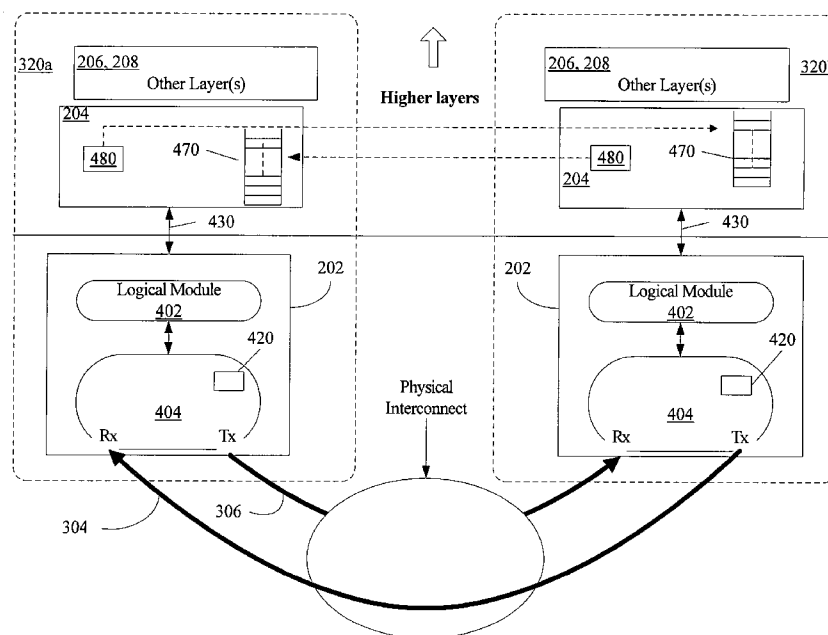 320a
206, 208
Other Layer(s)
Higher layers
206, 208
Other Layer(s)
320
204
480
470
470
480
204
430
430
202
202
Logical Module
402
Logical Module
402
420
420
404
404
Physical
Interconnect
Rx
Tx
Rx
Tx
304
306